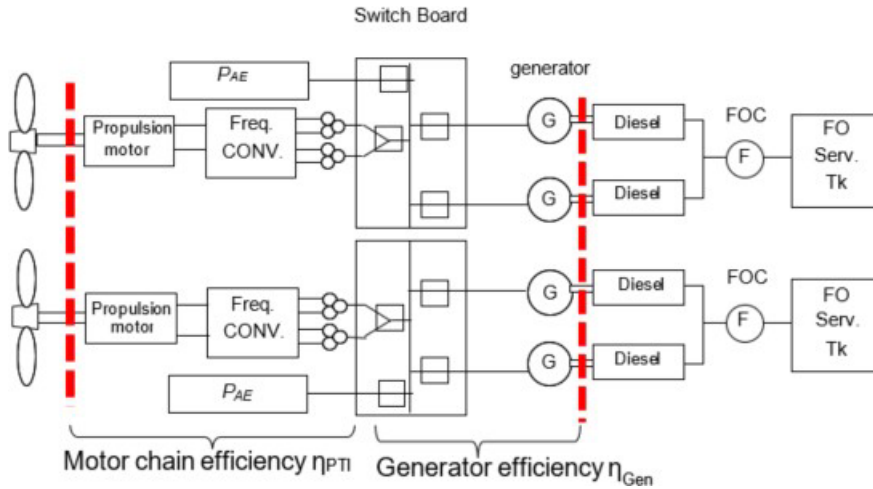 Switch Board
generator
PAE
Propulsion
motor
Freq.
CONV.
G
Diesel
FOC
F
FO
Serv.
Tk
G
Diesel
Propulsion
motor
Freq.
CONV.
G
Diesel
FOC
F
FO
Serv.
Tk
G
Diesel
PAE
Motor chain efficiency ηPTI
Generator efficiency ηGen